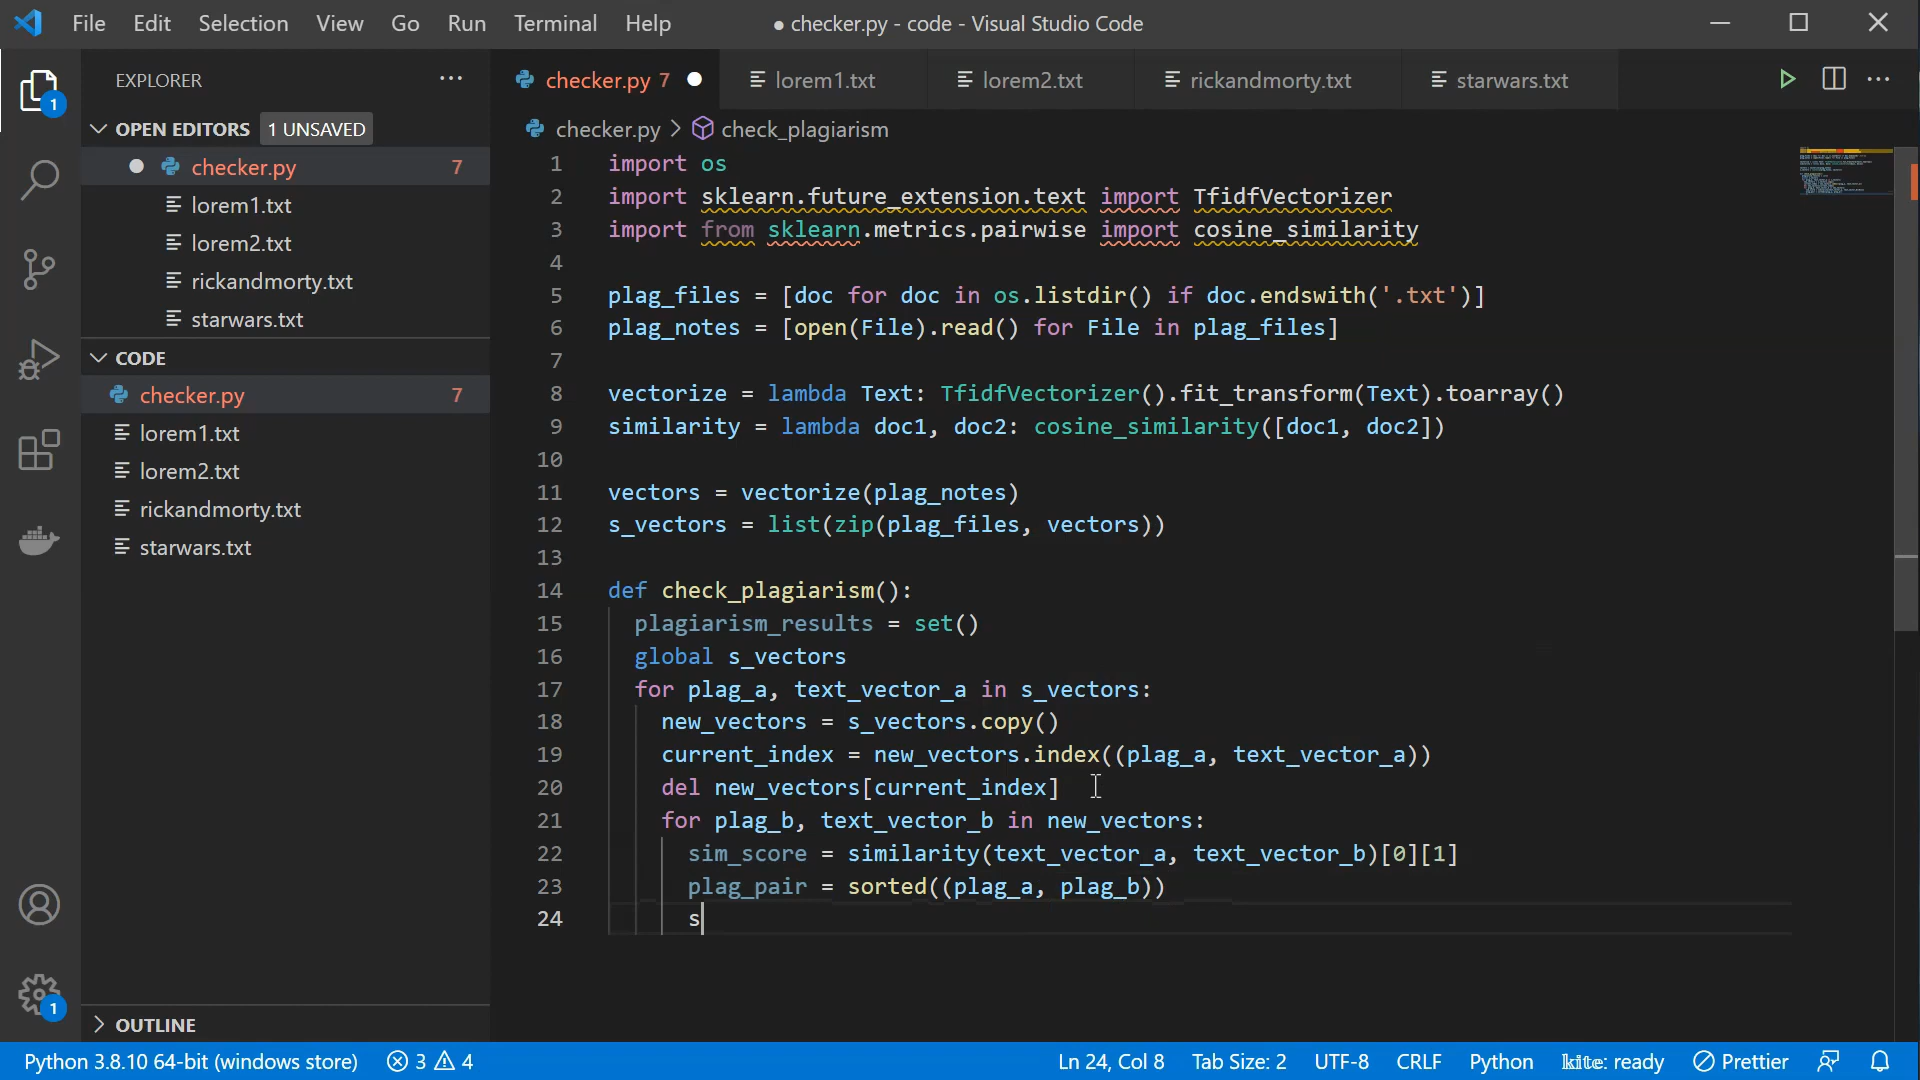 File Edit Selection View Go Run Terminal Help
● checker.py - code - Visual Studio Code
EXPLORER
OPEN EDITORS 1 UNSAVED
checker.py 7
lorem1.txt
lorem2.txt
rickandmorty.txt
starwars.txt
CODE
checker.py 7
lorem1.txt
lorem2.txt
rickandmorty.txt
starwars.txt
OUTLINE
1
1
checker.py 7 lorem1.txt lorem2.txt rickandmorty.txt starwars.txt
checker.py > check_plagiarism
1 import os
2 import sklearn.future_extension.text import TfidfVectorizer
3 import from sklearn.metrics.pairwise import cosine_similarity
4
5 plag_files = [doc for doc in os.listdir() if doc.endswith('.txt')]
6 plag_notes = [open(File).read() for File in plag_files]
7
8 vectorize = lambda Text: TfidfVectorizer().fit_transform(Text).toarray()
9 similarity = lambda doc1, doc2: cosine_similarity([doc1, doc2])
10
11 vectors = vectorize(plag_notes)
12 s_vectors = list(zip(plag_files, vectors))
13
14 def check_plagiarism():
15 plagiarism_results = set()
16 global s_vectors
17 for plag_a, text_vector_a in s_vectors:
18 new_vectors = s_vectors.copy()
19 current_index = new_vectors.index((plag_a, text_vector_a))
20 del new_vectors[current_index]
21 for plag_b, text_vector_b in new_vectors:
22 sim_score = similarity(text_vector_a, text_vector_b)[0][1]
23 plag_pair = sorted((plag_a, plag_b))
24 s
Python 3.8.10 64-bit (windows store) 3 4 Ln 24, Col 8 Tab Size: 2 UTF-8 CRLF Python kite: ready Prettier